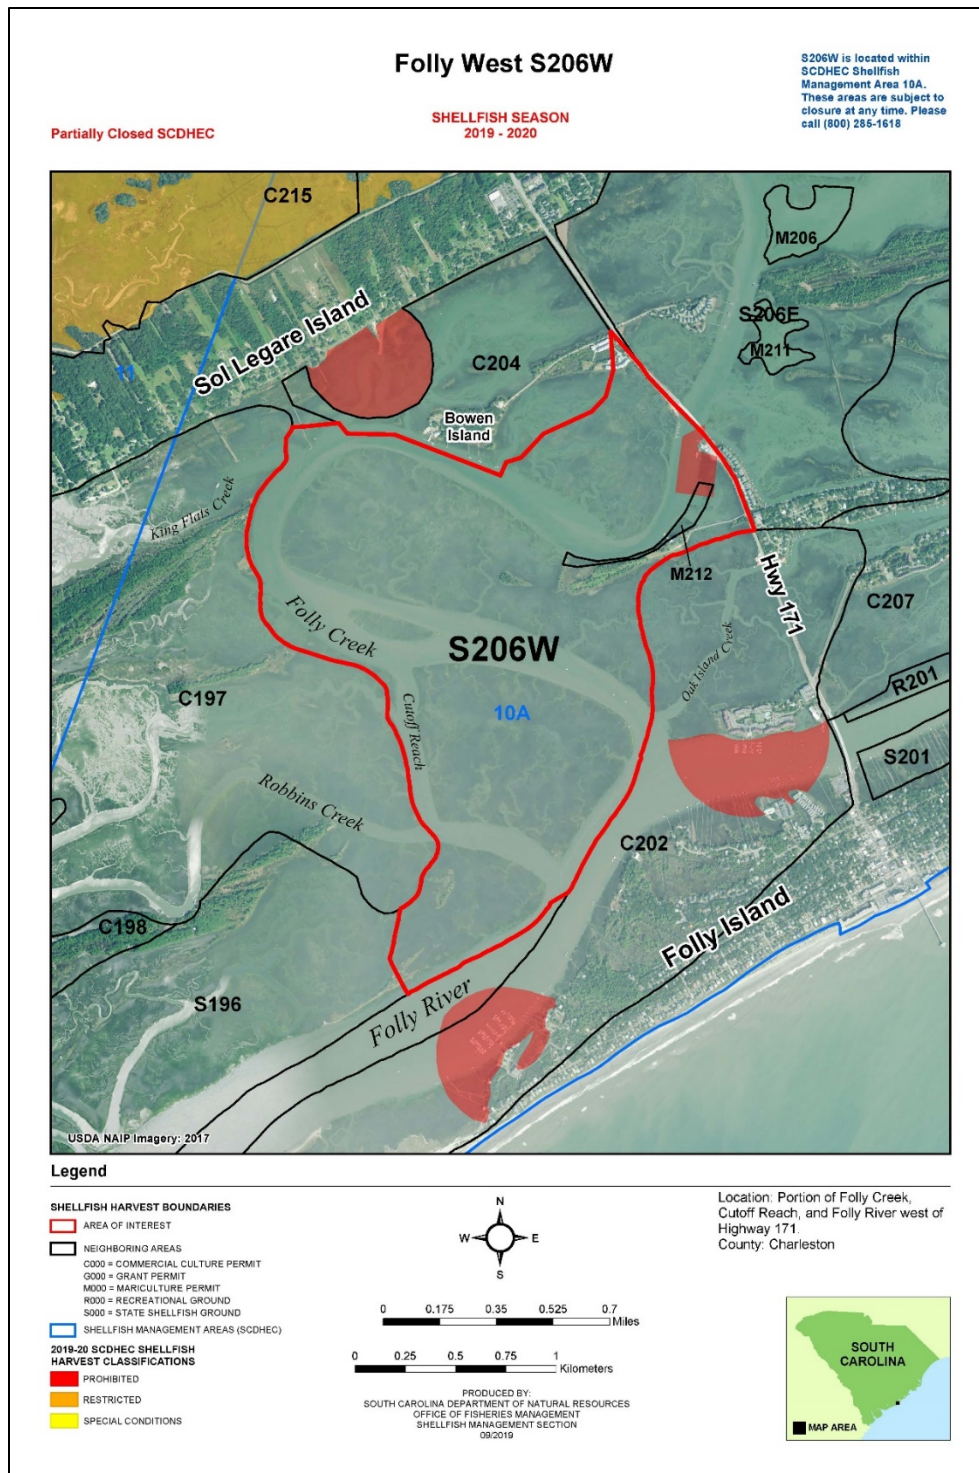 Folly West S206W
S206W is located within
SCDHEC Shellfish
Management Area 10A.
These areas are subject to
closure at any time. Please
call (800) 285-1618
Partially Closed SCDHEC
SHELLFISH SEASON
2019 - 2020
C215
M206
S206E
M211
11
Sol Legare Island
C204
Bowen
Island
King Flats Creek
M212
Hwy 171
C207
Folly Creek
S206W
Oak Island Creek
R201
C197
Cutoff Reach
10A
S201
Robbins Creek
C202
C198
Folly Island
S196
Folly River
USDA NAIP Imagery: 2017
Legend
SHELLFISH HARVEST BOUNDARIES
AREA OF INTEREST
NEIGHBORING AREAS
C000 = COMMERCIAL CULTURE PERMIT
G000 = GRANT PERMIT
M000 = MARICULTURE PERMIT
R000 = RECREATIONAL GROUND
S000 = STATE SHELLFISH GROUND
SHELLFISH MANAGEMENT AREAS (SCDHEC)
2019-20 SCDHEC SHELLFISH
HARVEST CLASSIFICATIONS
PROHIBITED
RESTRICTED
SPECIAL CONDITIONS
N
W E
S
0 0.175 0.35 0.525 0.7
Miles
0 0.25 0.5 0.75 1
Kilometers
PRODUCED BY:
SOUTH CAROLINA DEPARTMENT OF NATURAL RESOURCES
OFFICE OF FISHERIES MANAGEMENT
SHELLFISH MANAGEMENT SECTION
09/2019
Location: Portion of Folly Creek,
Cutoff Reach, and Folly River west of
Highway 171.
County: Charleston
SOUTH
CAROLINA
MAP AREA